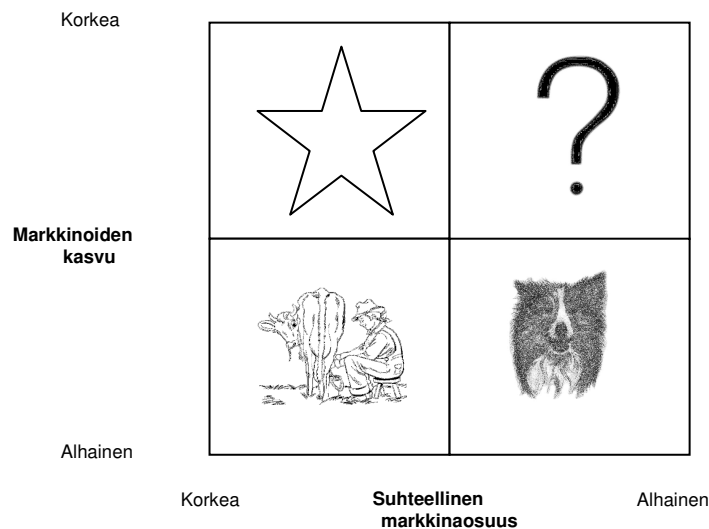 Korkea
?
Markkinoiden
kasvu
Alhainen
Korkea
Suhteellinen
markkinaosuus
Alhainen